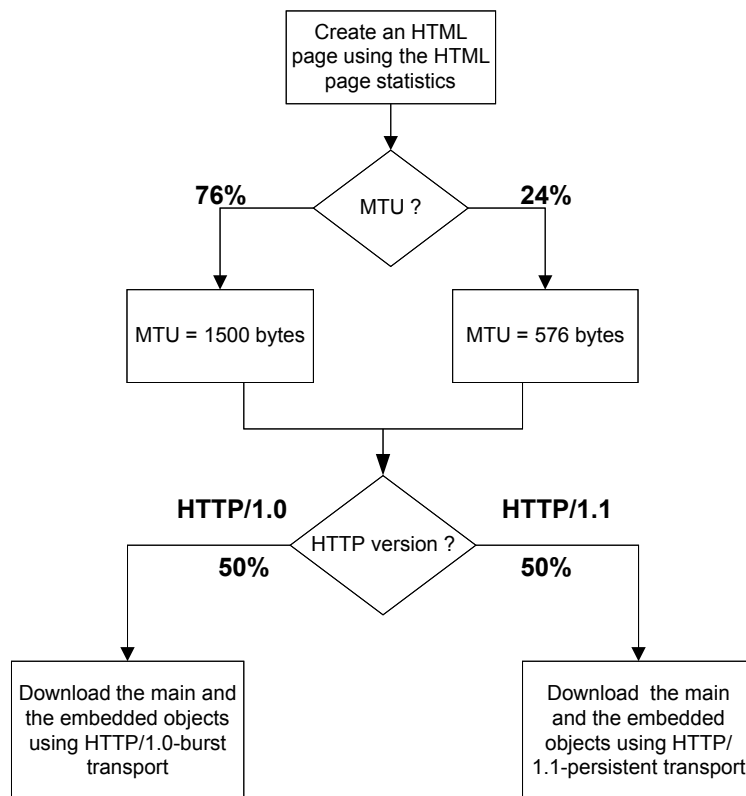 Create an HTML
page using the HTML
page statistics
76%
24%
MTU ?
MTU = 1500 bytes
MTU = 576 bytes
HTTP/1.0
HTTP/1.1
HTTP version ?
50%
50%
Download the main and
the embedded objects
using HTTP/1.0-burst
transport
Download the main
and the embedded
objects using HTTP/
1.1-persistent transport